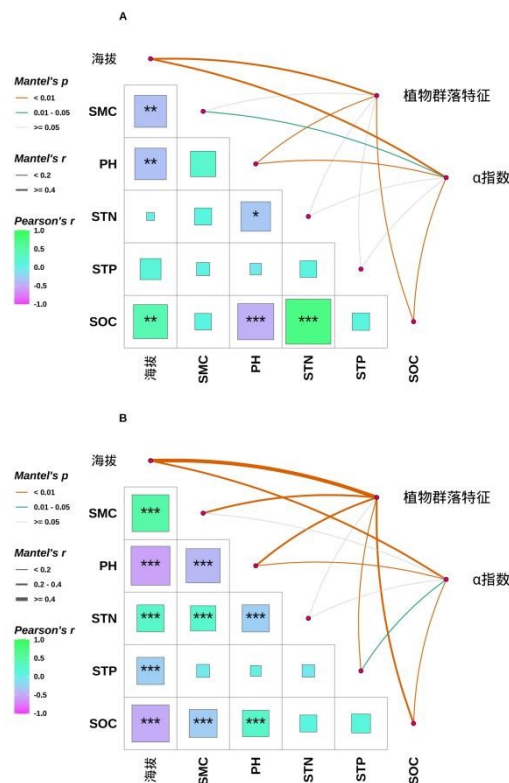 A
海拔
植物群落特征
α指数
Mantel's p
< 0.01
0.01 - 0.05
>= 0.05
Mantel's r
< 0.2
>= 0.4
Pearson's r
1.0
0.5
0.0
-0.5
-1.0
SMC **
PH **
STN *
STP
SOC ** *** ***
海拔 SMC PH STN STP SOC
B
海拔
植物群落特征
α指数
Mantel's p
< 0.01
0.01 - 0.05
>= 0.05
Mantel's r
< 0.2
0.2 - 0.4
>= 0.4
Pearson's r
1.0
0.5
0.0
-0.5
-1.0
SMC ***
PH *** ***
STN *** *** ***
STP ***
SOC *** *** ***
海拔 SMC PH STN STP SOC